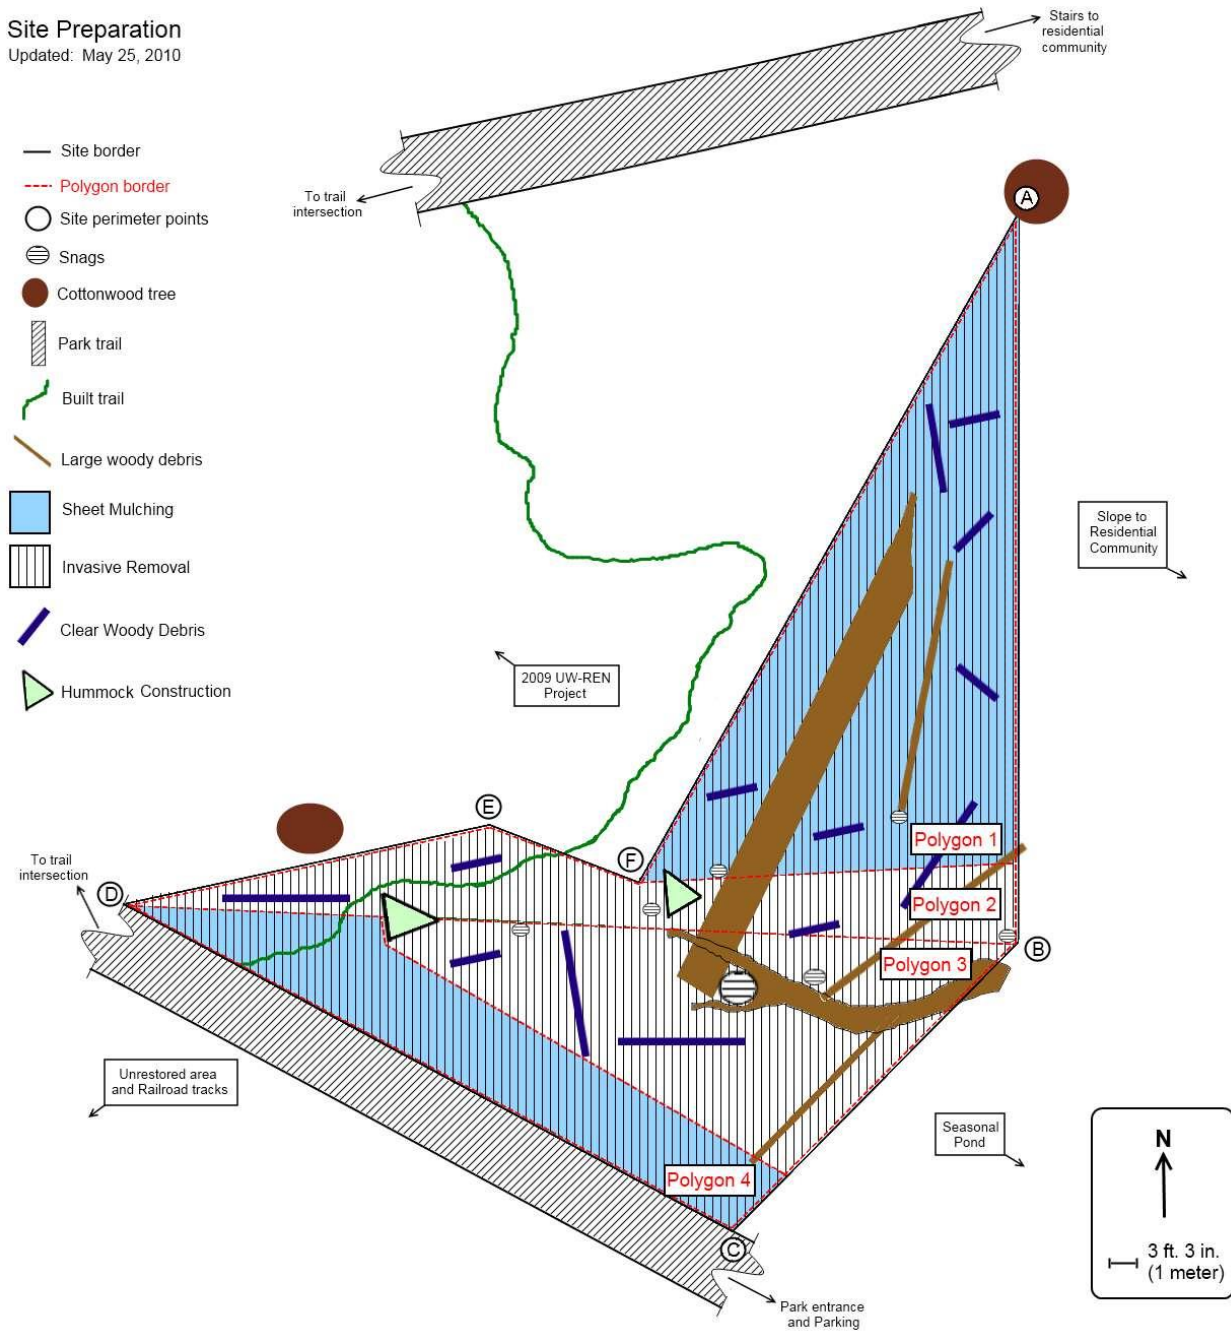 Site Preparation
Updated: May 25, 2010
Stairs to
residential
community
Site border
Polygon border
Site perimeter points
Snags
Cottonwood tree
Park trail
Built trail
Large woody debris
Sheet Mulching
Invasive Removal
Clear Woody Debris
Hummock Construction
To trail
intersection
A
Slope to
Residential
Community
2009 UW-REN
Project
E
F
Polygon 1
To trail
intersection
D
Polygon 2
B
Polygon 3
Unrestored area
and Railroad tracks
Seasonal
Pond
Polygon 4
C
Park entrance
and Parking
N
3 ft. 3 in.
(1 meter)